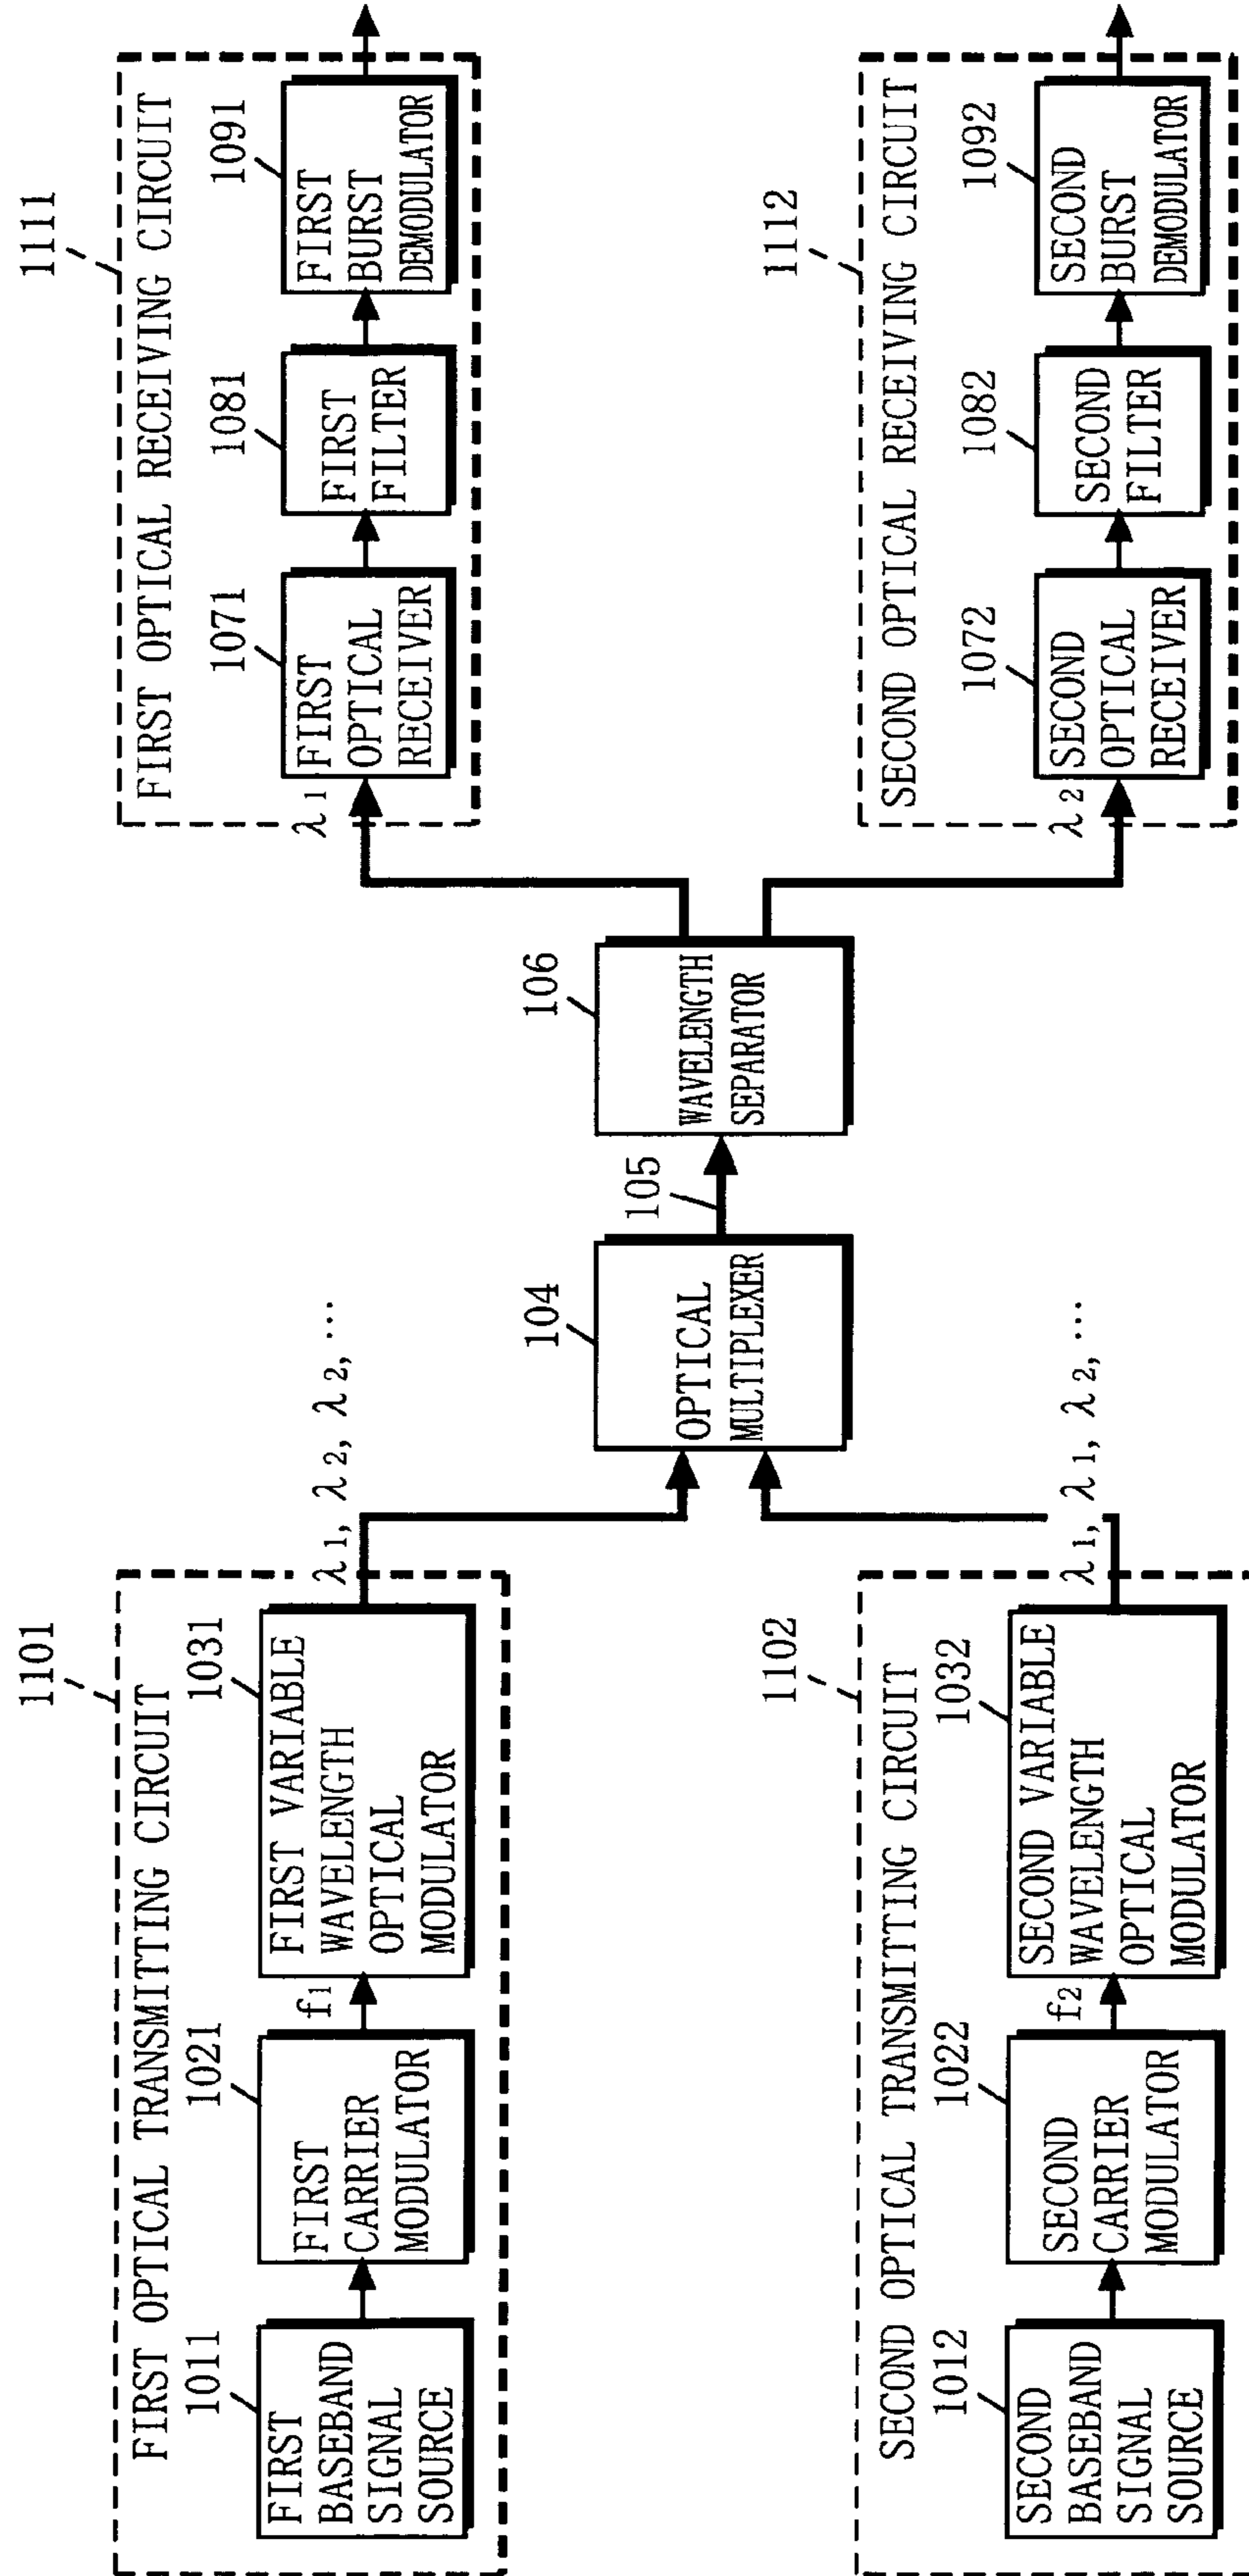 1101
FIRST OPTICAL TRANSMITTING CIRCUIT
1011
FIRST
BASEBAND
SIGNAL
SOURCE
1021
FIRST
CARRIER
MODULATOR
f1
1031
FIRST VARIABLE
WAVELENGTH
OPTICAL
MODULATOR
λ1, λ2, λ2, ...
1102
SECOND OPTICAL TRANSMITTING CIRCUIT
1012
SECOND
BASEBAND
SIGNAL
SOURCE
1022
SECOND
CARRIER
MODULATOR
f2
1032
SECOND VARIABLE
WAVELENGTH
OPTICAL
MODULATOR
λ1, λ1, λ2, ...
104
OPTICAL
MULTIPLEXER
105
106
WAVELENGTH
SEPARATOR
1111
FIRST OPTICAL RECEIVING CIRCUIT
λ1
1071
FIRST
OPTICAL
RECEIVER
1081
FIRST
FILTER
1091
FIRST
BURST
DEMODULATOR
1112
SECOND OPTICAL RECEIVING CIRCUIT
λ2
1072
SECOND
OPTICAL
RECEIVER
1082
SECOND
FILTER
1092
SECOND
BURST
DEMODULATOR